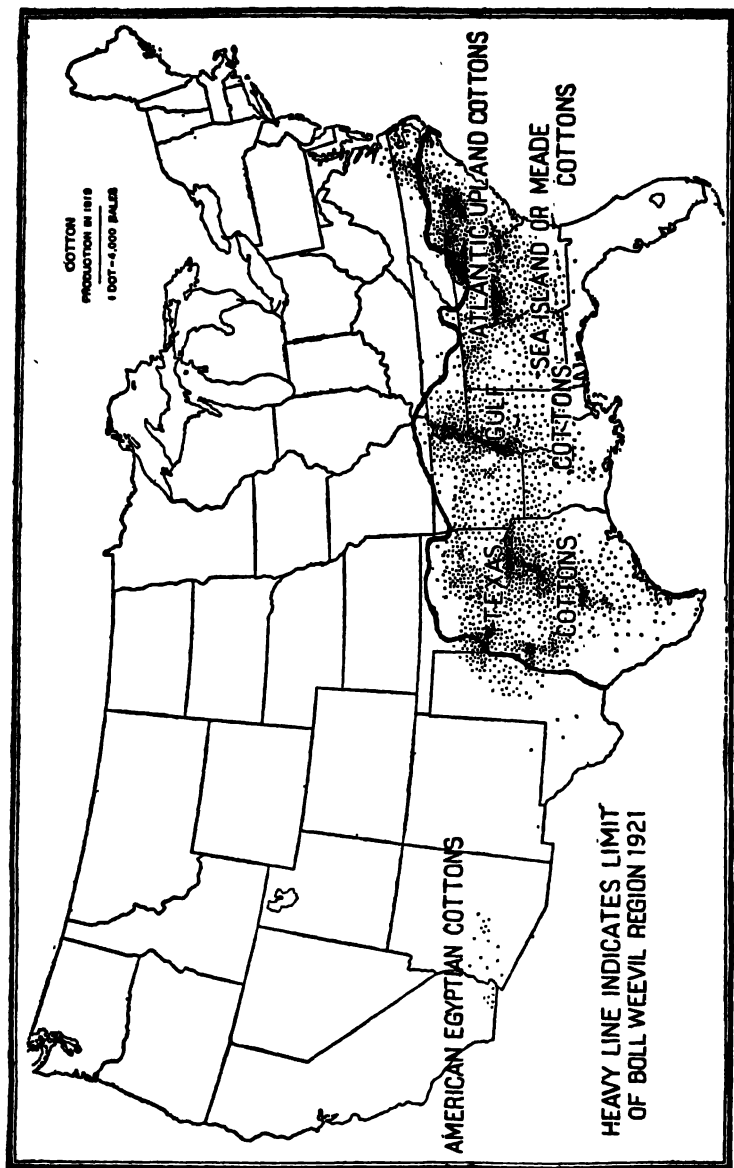 COTTON
PRODUCTION IN 1919
1 DOT=4,000 BALES
AMERICAN EGYPTIAN COTTONS
TEXAS
COTTONS
GULF
COTTONS
ATLANTIC UPLAND COTTONS
SEA ISLAND OR MEADE
COTTONS
HEAVY LINE INDICATES LIMIT
OF BOLL WEEVIL REGION 1921